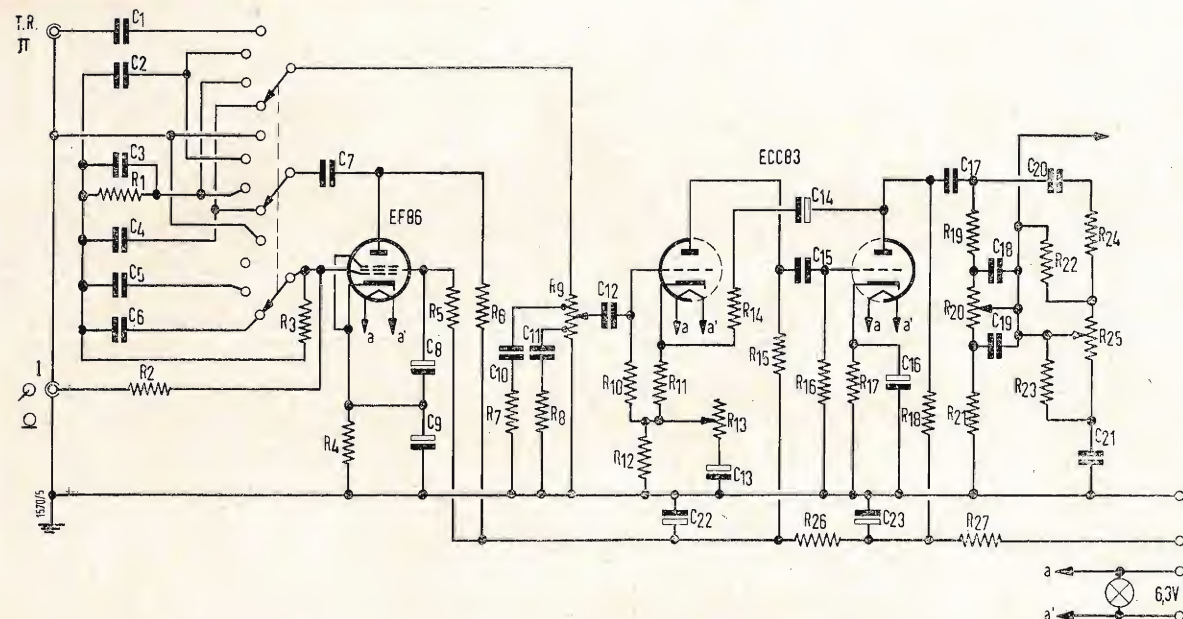 T.R.
C1
C2
C3
R1
C4
C5
C6
R3
1
R2
C7
EF86
a a'
R4
C8
C9
R5
R6
R9
C10
C11
R7
R8
C12
ECC83
a a'
R10
R11
R12
R13
C13
R14
C14
C15
R15
R16
a a'
R17
C16
R18
C17
C20
R19
C18
R22
R24
R20
C19
R25
R23
R21
C21
C22
R26
C23
R27
1570/5
a
6,3V
a'